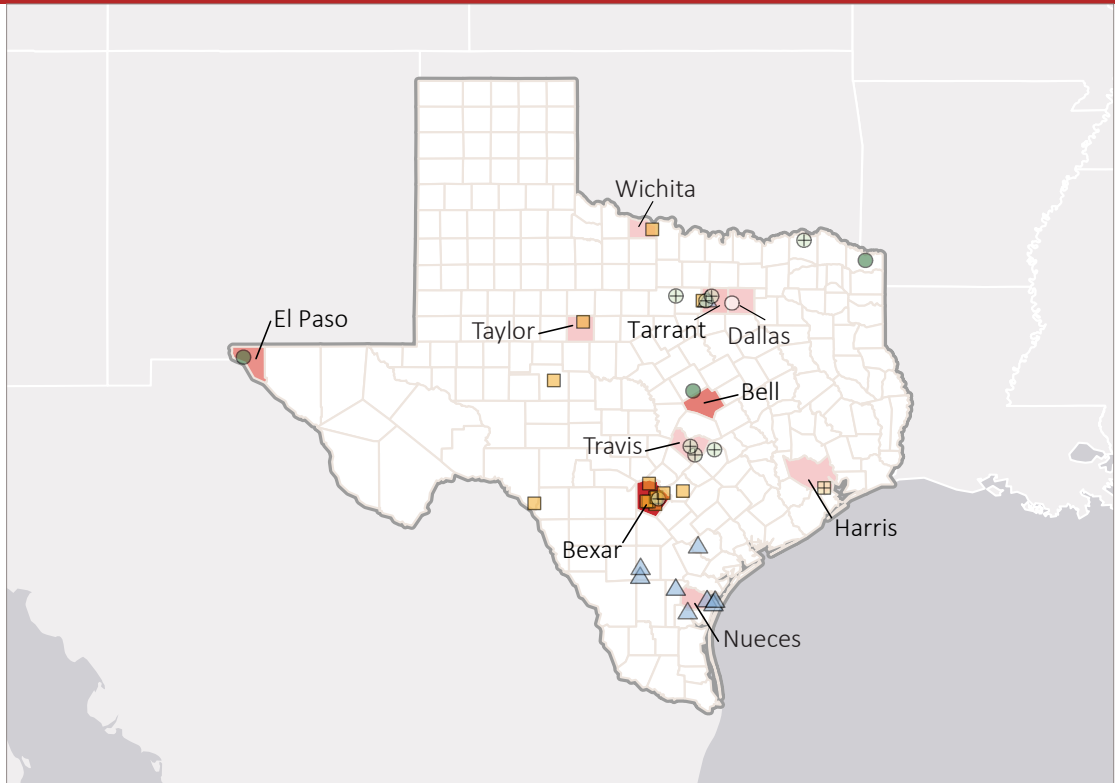 Wichita
El Paso
Taylor
Tarrant
Dallas
Bell
Travis
Harris
Bexar
Nueces